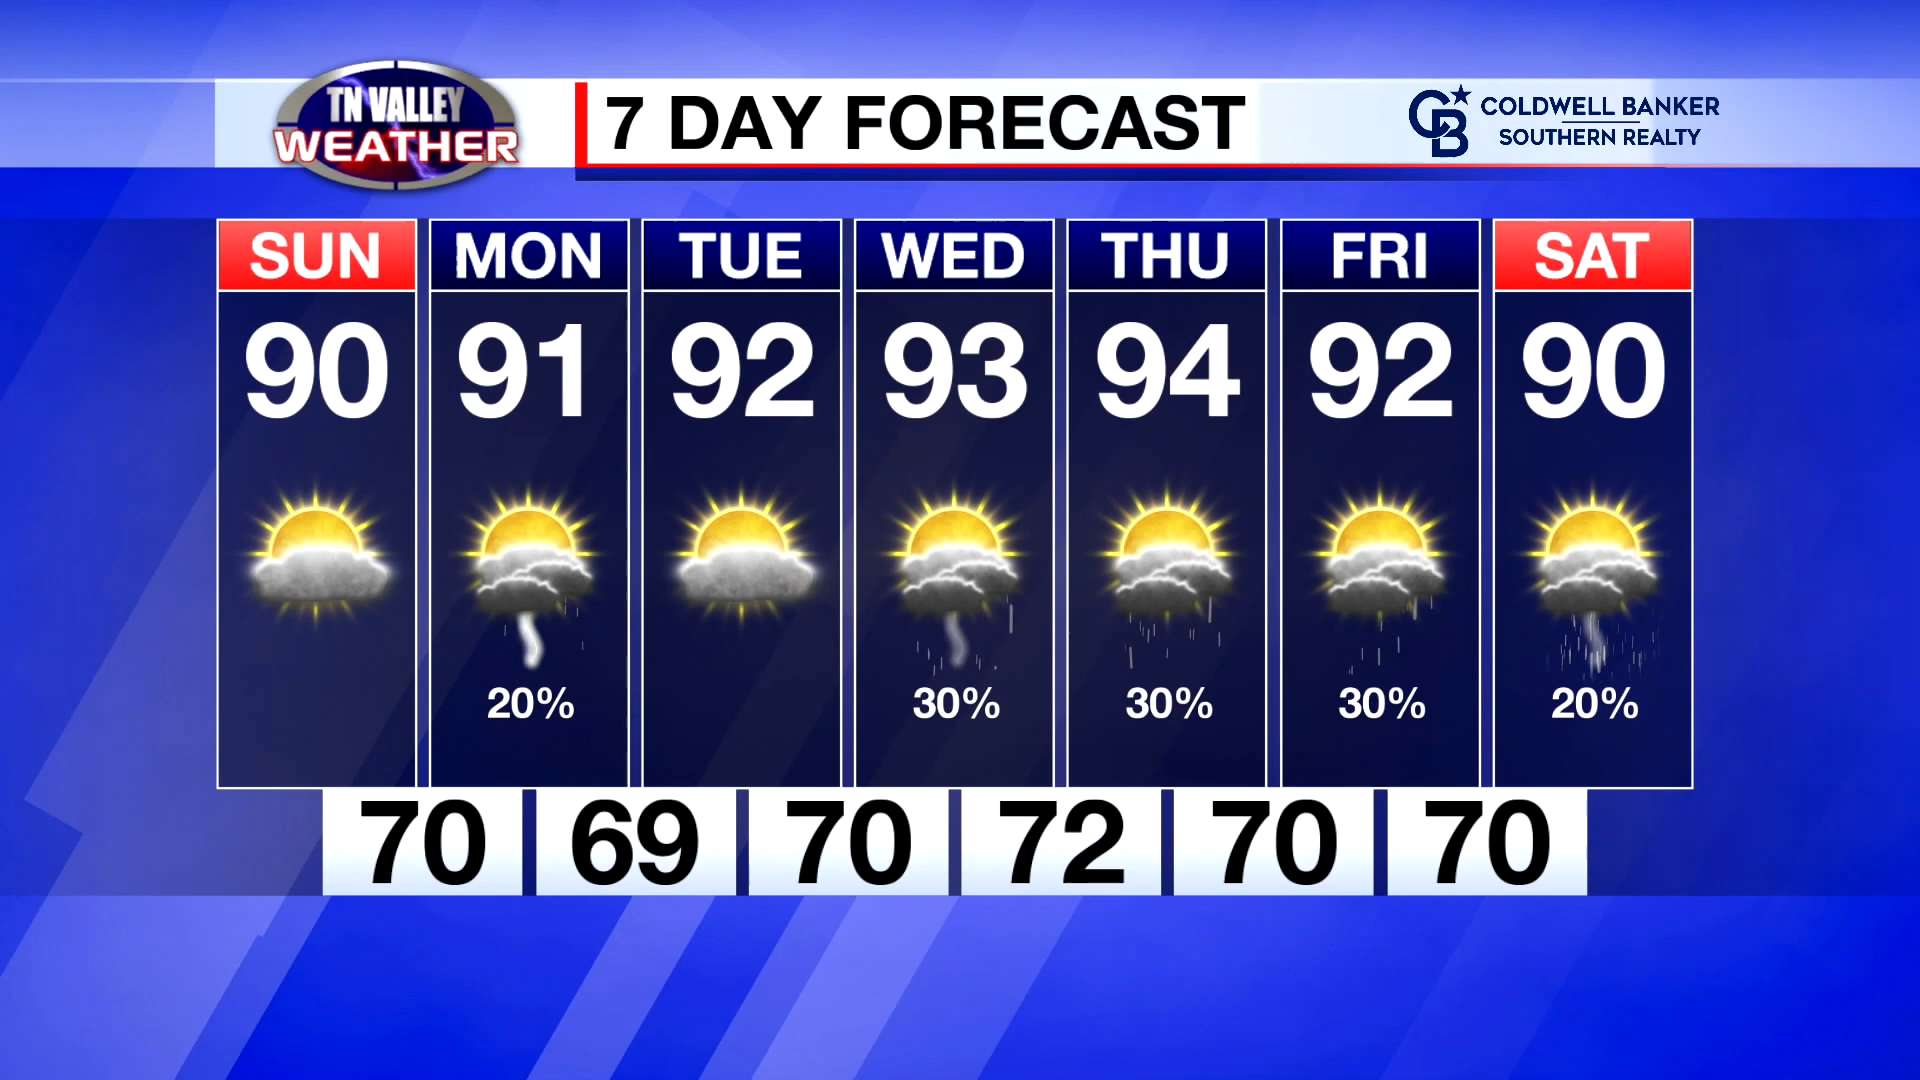 TN VALLEY
WEATHER
7 DAY FORECAST
COLDWELL BANKER
SOUTHERN REALTY
SUN MON TUE WED THU FRI SAT
90 91 92 93 94 92 90
20% 30% 30% 30% 20%
70 69 70 72 70 70